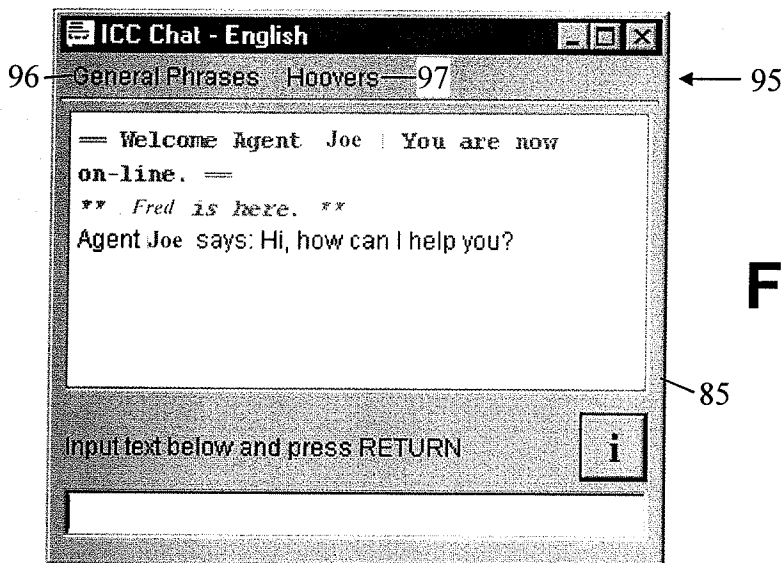 ICC Chat - English
96 General Phrases Hoovers 97 95
== Welcome Agent Joe | You are now
on-line. ==
** Fred is here. **
Agent Joe says: Hi, how can I help you?
F
85
Input text below and press RETURN
i